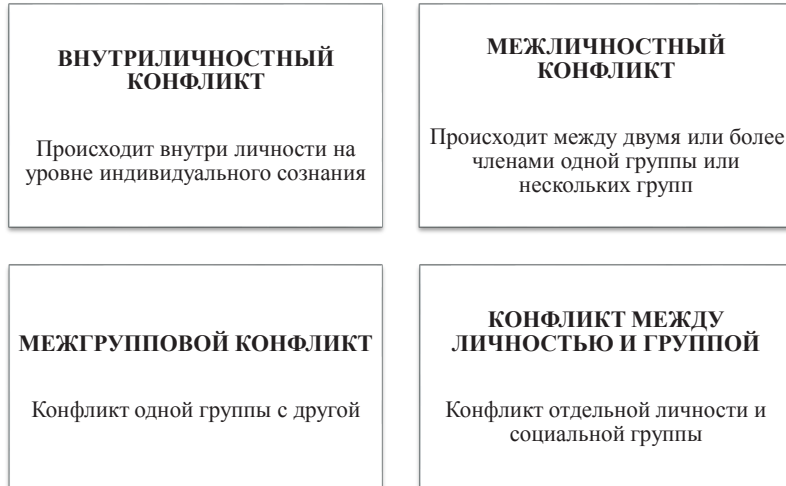 ВНУТРИЛИЧНОСТНЫЙ
КОНФЛИКТ
Происходит внутри личности на
уровне индивидуального сознания
МЕЖЛИЧНОСТНЫЙ
КОНФЛИКТ
Происходит между двумя или более
членами одной группы или
нескольких групп
МЕЖГРУППОВОЙ КОНФЛИКТ
Конфликт одной группы с другой
КОНФЛИКТ МЕЖДУ
ЛИЧНОСТЬЮ И ГРУППОЙ
Конфликт отдельной личности и
социальной группы